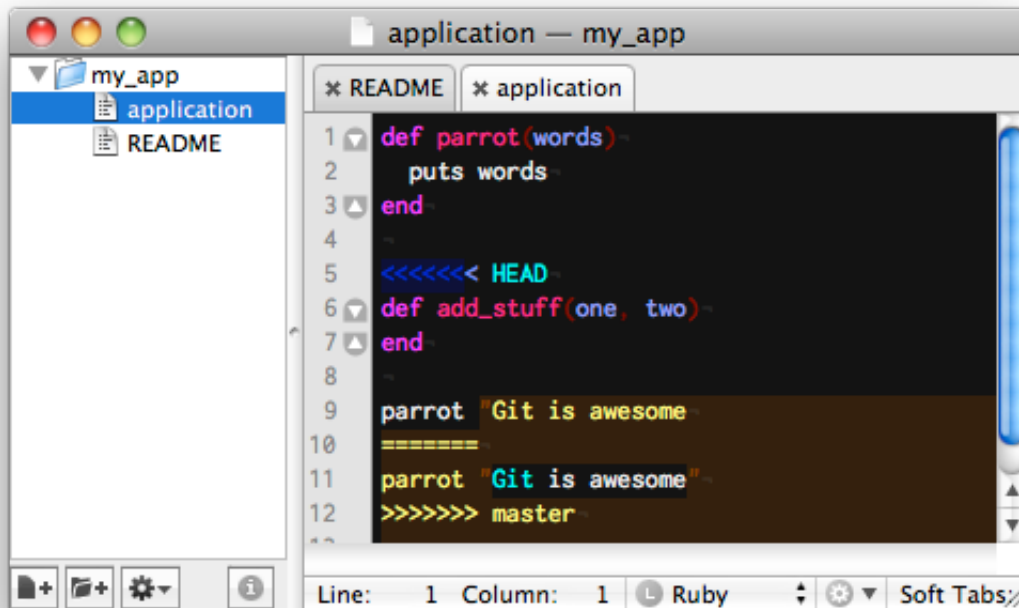 application — my_app
my_app
application
README
README
application
1 def parrot(words)
2 puts words
3 end
4
5 <<<<<<< HEAD
6 def add_stuff(one, two)
7 end
8
9 parrot "Git is awesome
10 =======
11 parrot "Git is awesome"
12 >>>>>>> master
Line: 1 Column: 1 L Ruby Soft Tabs: